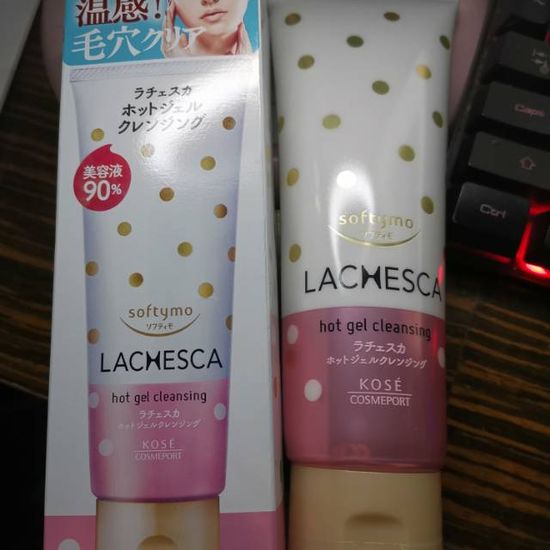 温感!
毛穴クリア
ラチェスカ
ホットジェル
クレンジング
美容液
90%
softymo
ソフティモ
LACHESCA
hot gel cleansing
ラチェスカ
ホットジェルクレンジング
KOSÉ
COSMEPORT
softymo
ソフティモ
LACHESCA
hot gel cleansing
ラチェスカ
ホットジェルクレンジング
KOSÉ
COSMEPORT
Caps
Ctrl